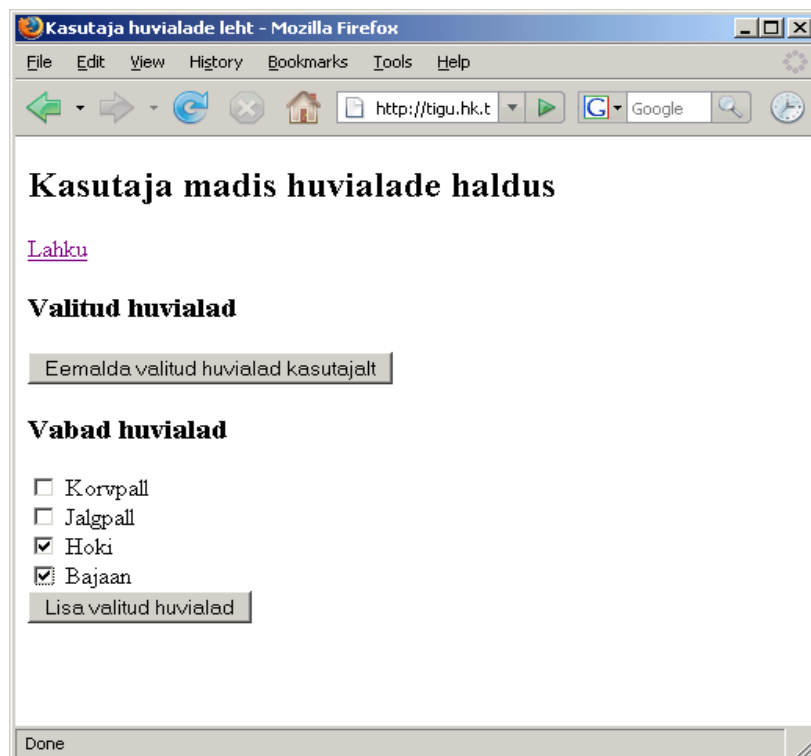 Kasutaja huvialade leht - Mozilla Firefox
File Edit View History Bookmarks Tools Help
http://tigu.hk.t G Google
Kasutaja madis huvialade haldus
Lahku
Valitud huvialad
Eemalda valitud huvialad kasutajalt
Vabad huvialad
Korvpall
Jalgpall
Hoki
Bajaan
Lisa valitud huvialad
Done